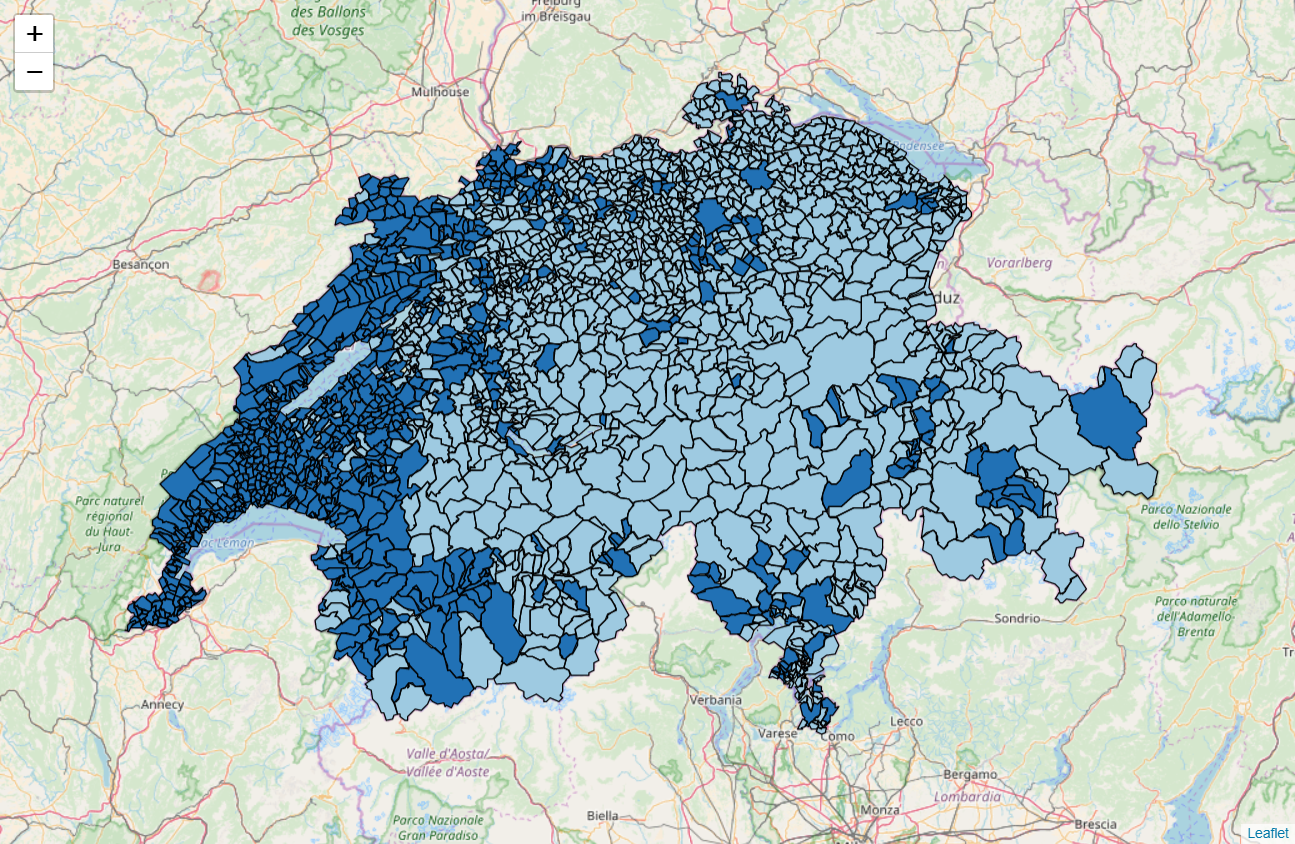 +
−
des Ballons
des Vosges
Freiburg
im Breisgau
Mulhouse
Bodensee
Besançon
Vorarlberg
duz
Parc naturel
régional
du Haut-
Jura
Parco Nazionale
dello Stelvio
Sondrio
Parco naturale
dell'Adamello-
Brenta
Annecy
Verbania
Lecco
Varese
Como
Valle d'Aosta/
Vallée d'Aoste
Bergamo
Lombardia
Biella
Monza
Parco Nazionale
Gran Paradiso
Brescia
Leaflet